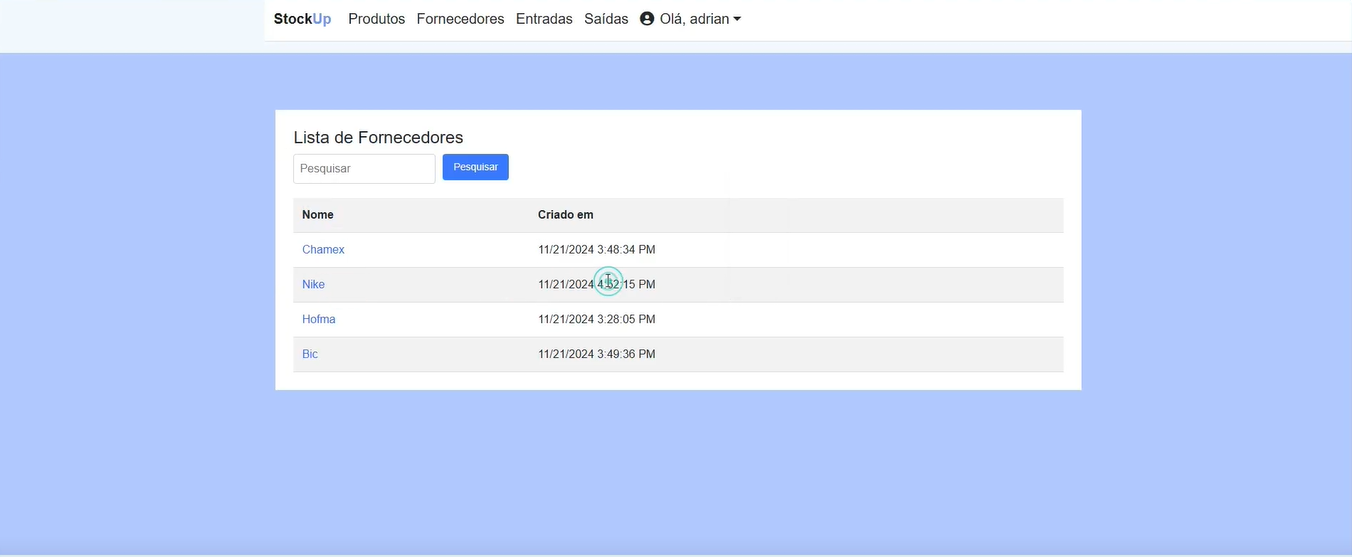 StockUp Produtos Fornecedores Entradas Saídas Olá, adrian
Lista de Fornecedores
Pesquisar Pesquisar
Nome Criado em
Chamex 11/21/2024 3:48:34 PM
Nike 11/21/2024 4:52:15 PM
Hofma 11/21/2024 3:28:05 PM
Bic 11/21/2024 3:49:36 PM